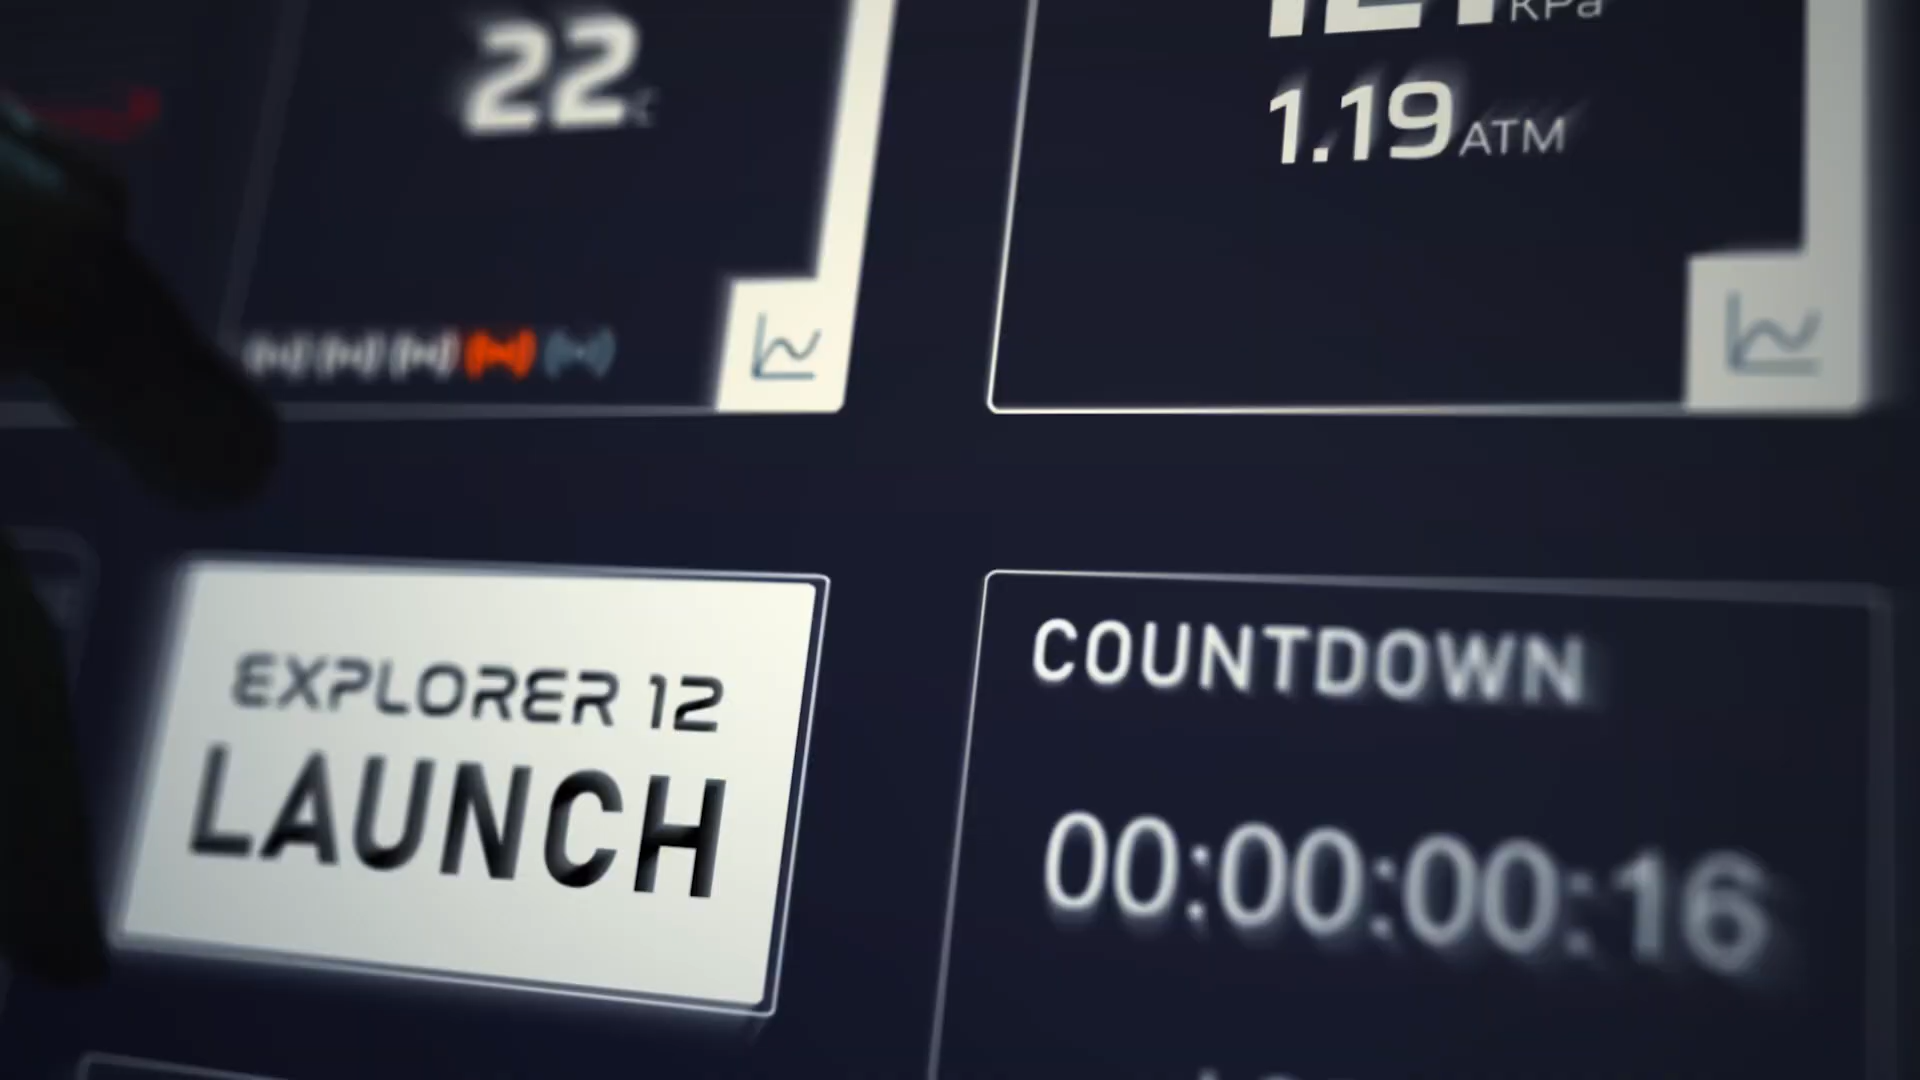 22
KPa
1.19 ATM
EXPLORER 12
LAUNCH
COUNTDOWN
00:00:00:16